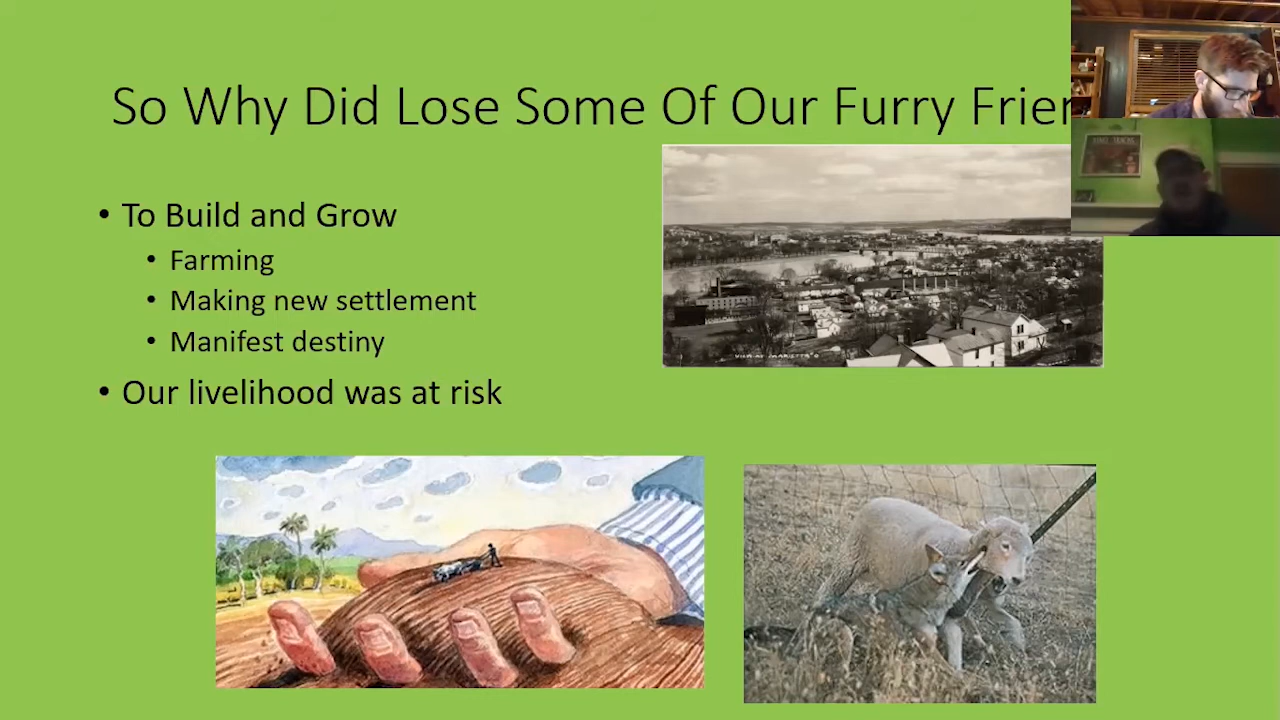 So Why Did Lose Some Of Our Furry Frien
• To Build and Grow
• Farming
• Making new settlement
• Manifest destiny
• Our livelihood was at risk